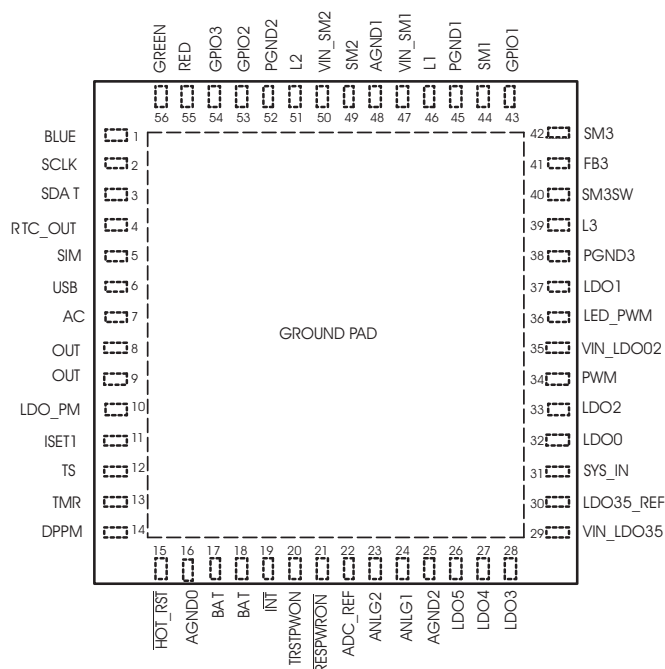 GREEN
RED
GPIO3
GPIO2
PGND2
L2
VIN_SM2
SM2
AGND1
VIN_SM1
L1
PGND1
SM1
GPIO1
56 55 54 53 52 51 50 49 48 47 46 45 44 43
BLUE 1
SCLK 2
SDA T 3
RTC_OUT 4
SIM 5
USB 6
AC 7
OUT 8
OUT 9
LDO_PM 10
ISET1 11
TS 12
TMR 13
DPPM 14
GROUND PAD
42 SM3
41 FB3
40 SM3SW
39 L3
38 PGND3
37 LDO1
36 LED_PWM
35 VIN_LDO02
34 PWM
33 LDO2
32 LDO0
31 SYS_IN
30 LDO35_REF
29 VIN_LDO35
15 16 17 18 19 20 21 22 23 24 25 26 27 28
HOT_RST
AGND0
BAT
BAT
INT
TRSTPWON
RESPWRON
ADC_REF
ANLG2
ANLG1
AGND2
LDO5
LDO4
LDO3